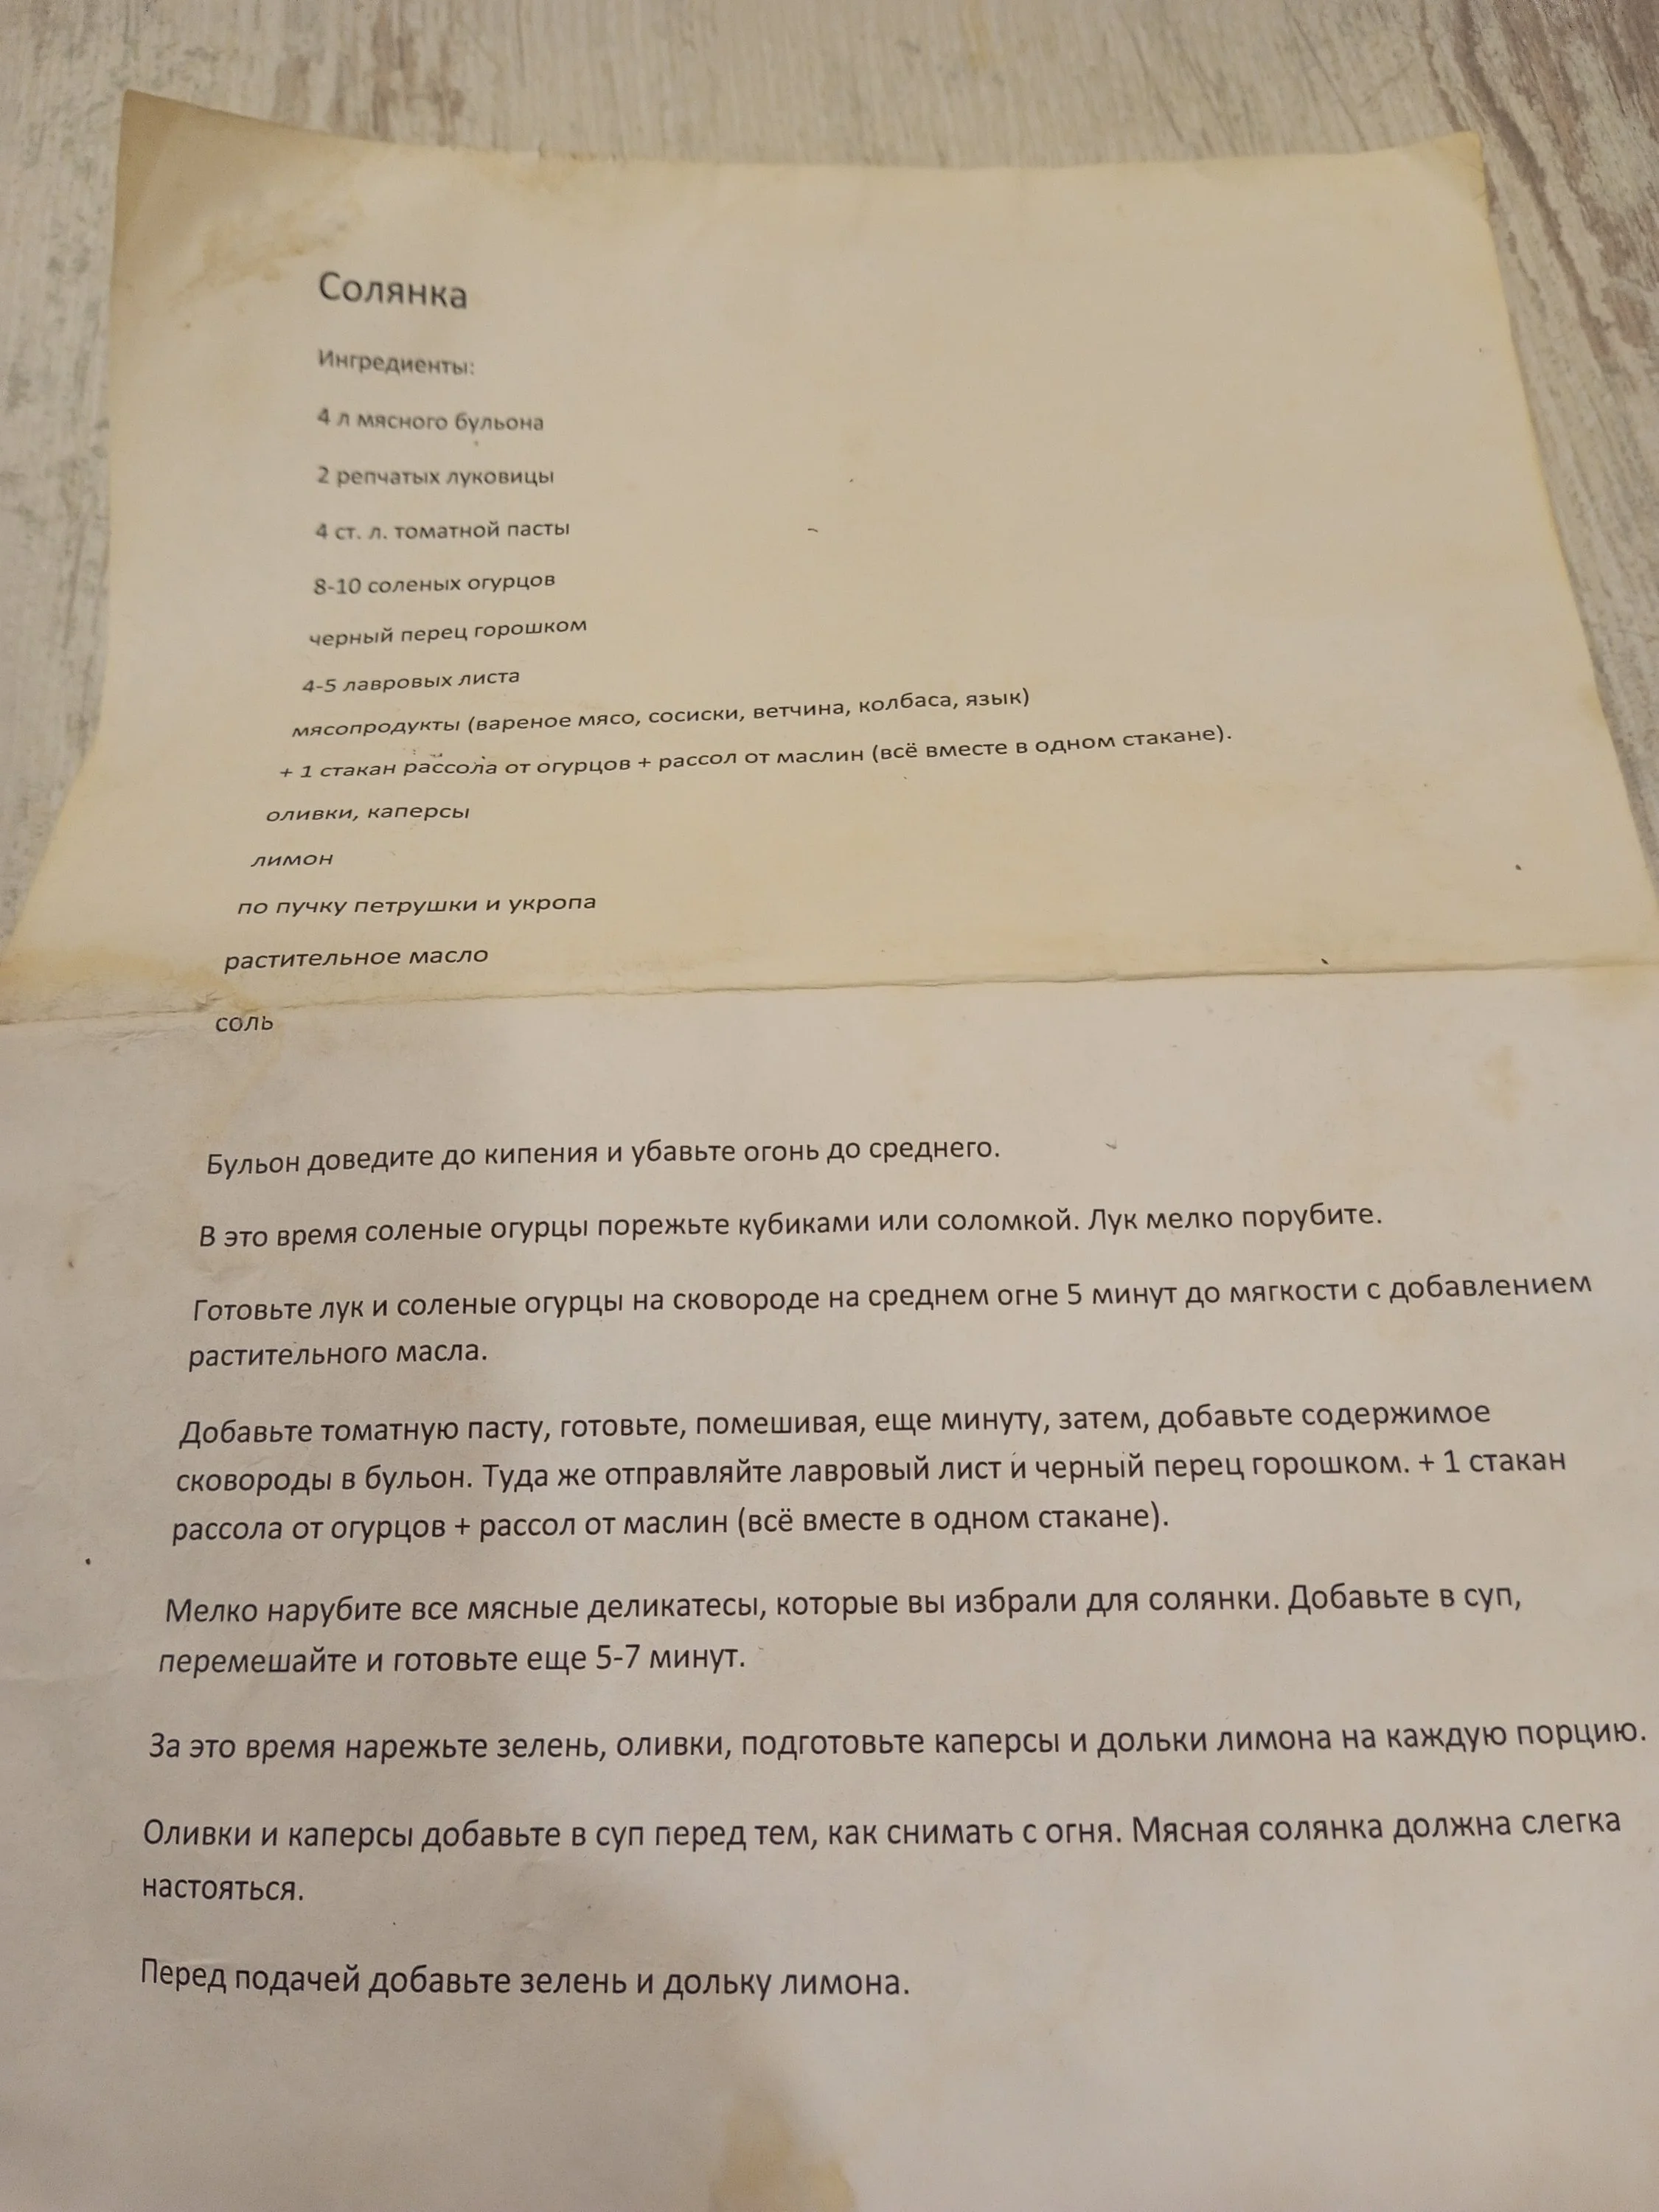 Солянка
Ингредиенты:
4 л мясного бульона
2 репчатых луковицы
4 ст. л. томатной пасты
8-10 соленых огурцов
черный перец горошком
4-5 лавровых листа
мясопродукты (вареное мясо, сосиски, ветчина, колбаса, язык)
+ 1 стакан рассола от огурцов + рассол от маслин (всё вместе в одном стакане).
оливки, каперсы
лимон
по пучку петрушки и укропа
растительное масло
соль
Бульон доведите до кипения и убавьте огонь до среднего.
В это время соленые огурцы порежьте кубиками или соломкой. Лук мелко порубите.
Готовьте лук и соленые огурцы на сковороде на среднем огне 5 минут до мягкости с добавлением
растительного масла.
Добавьте томатную пасту, готовьте, помешивая, еще минуту, затем, добавьте содержимое
сковороды в бульон. Туда же отправляйте лавровый лист и черный перец горошком. + 1 стакан
рассола от огурцов + рассол от маслин (всё вместе в одном стакане).
Мелко нарубите все мясные деликатесы, которые вы избрали для солянки. Добавьте в суп,
перемешайте и готовьте еще 5-7 минут.
За это время нарежьте зелень, оливки, подготовьте каперсы и дольки лимона на каждую порцию.
Оливки и каперсы добавьте в суп перед тем, как снимать с огня. Мясная солянка должна слегка
настояться.
Перед подачей добавьте зелень и дольку лимона.